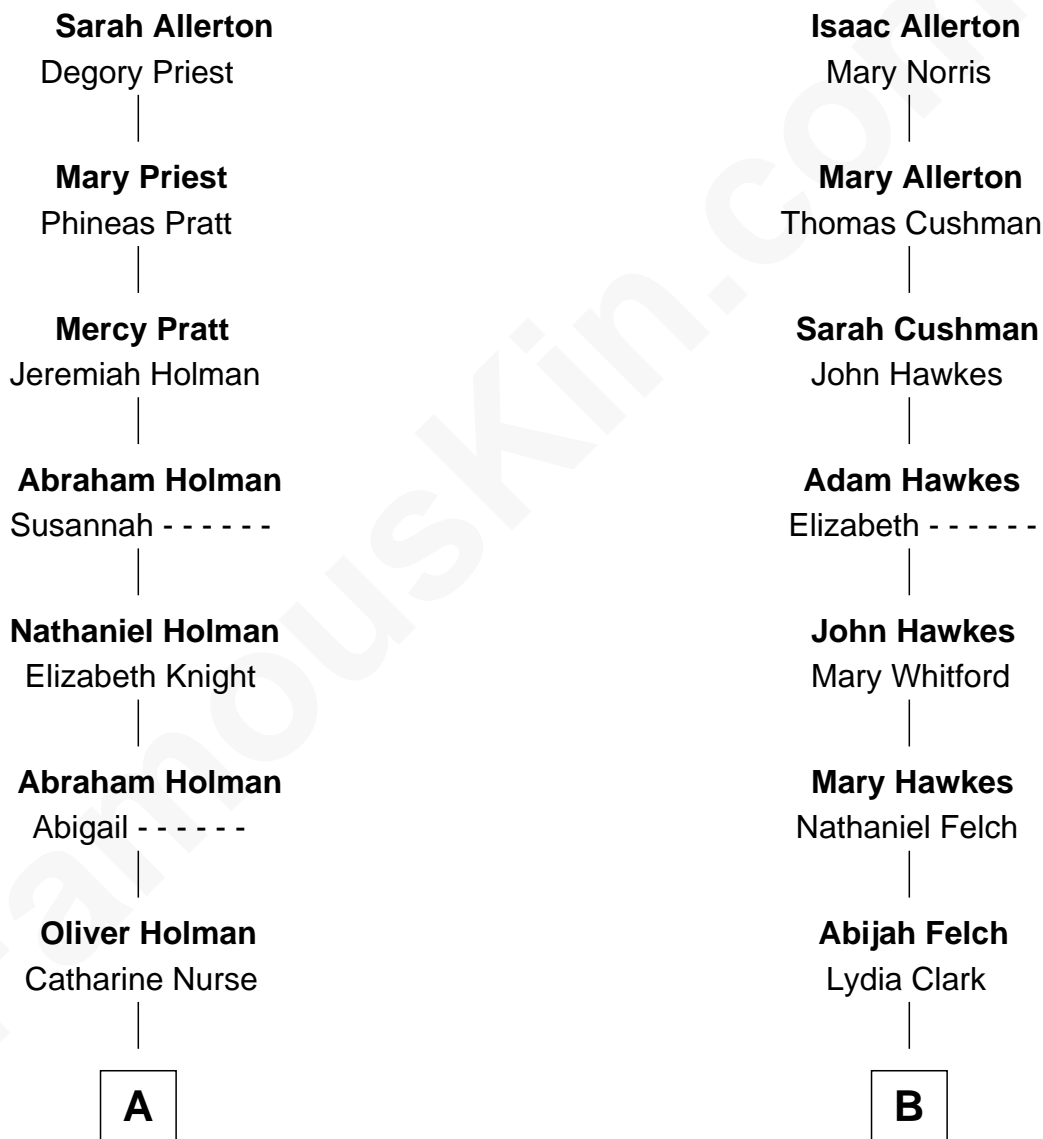 Sarah Allerton
Degory Priest
Mary Priest
Phineas Pratt
Mercy Pratt
Jeremiah Holman
Abraham Holman
Susannah - - - - - -
Nathaniel Holman
Elizabeth Knight
Abraham Holman
Abigail - - - - - -
Oliver Holman
Catharine Nurse
A
Isaac Allerton
Mary Norris
Mary Allerton
Thomas Cushman
Sarah Cushman
John Hawkes
Adam Hawkes
Elizabeth - - - - - -
John Hawkes
Mary Whitford
Mary Hawkes
Nathaniel Felch
Abijah Felch
Lydia Clark
B
FamousKin.com